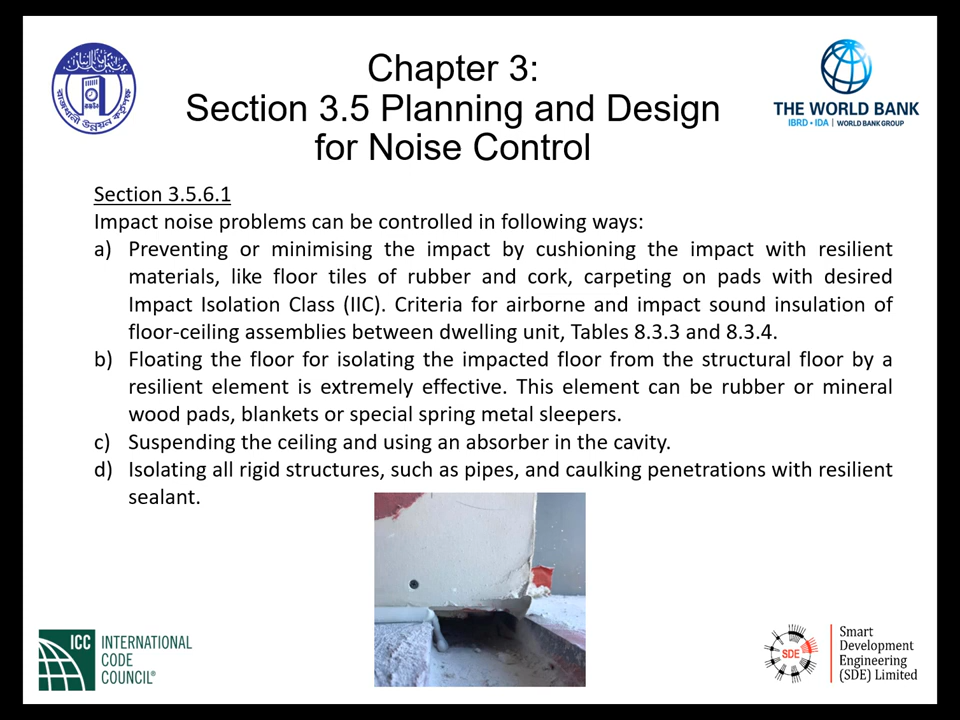 Chapter 3:
Section 3.5 Planning and Design
for Noise Control
রাজধানী উন্নয়ন কর্তৃপক্ষ
রাজউক
THE WORLD BANK
IBRD • IDA | WORLD BANK GROUP
Section 3.5.6.1
Impact noise problems can be controlled in following ways:
a) Preventing or minimising the impact by cushioning the impact with resilient
materials, like floor tiles of rubber and cork, carpeting on pads with desired
Impact Isolation Class (IIC). Criteria for airborne and impact sound insulation of
floor-ceiling assemblies between dwelling unit, Tables 8.3.3 and 8.3.4.
b) Floating the floor for isolating the impacted floor from the structural floor by a
resilient element is extremely effective. This element can be rubber or mineral
wood pads, blankets or special spring metal sleepers.
c) Suspending the ceiling and using an absorber in the cavity.
d) Isolating all rigid structures, such as pipes, and caulking penetrations with resilient
sealant.
ICC INTERNATIONAL
CODE
COUNCIL®
SDE
Smart
Development
Engineering
(SDE) Limited